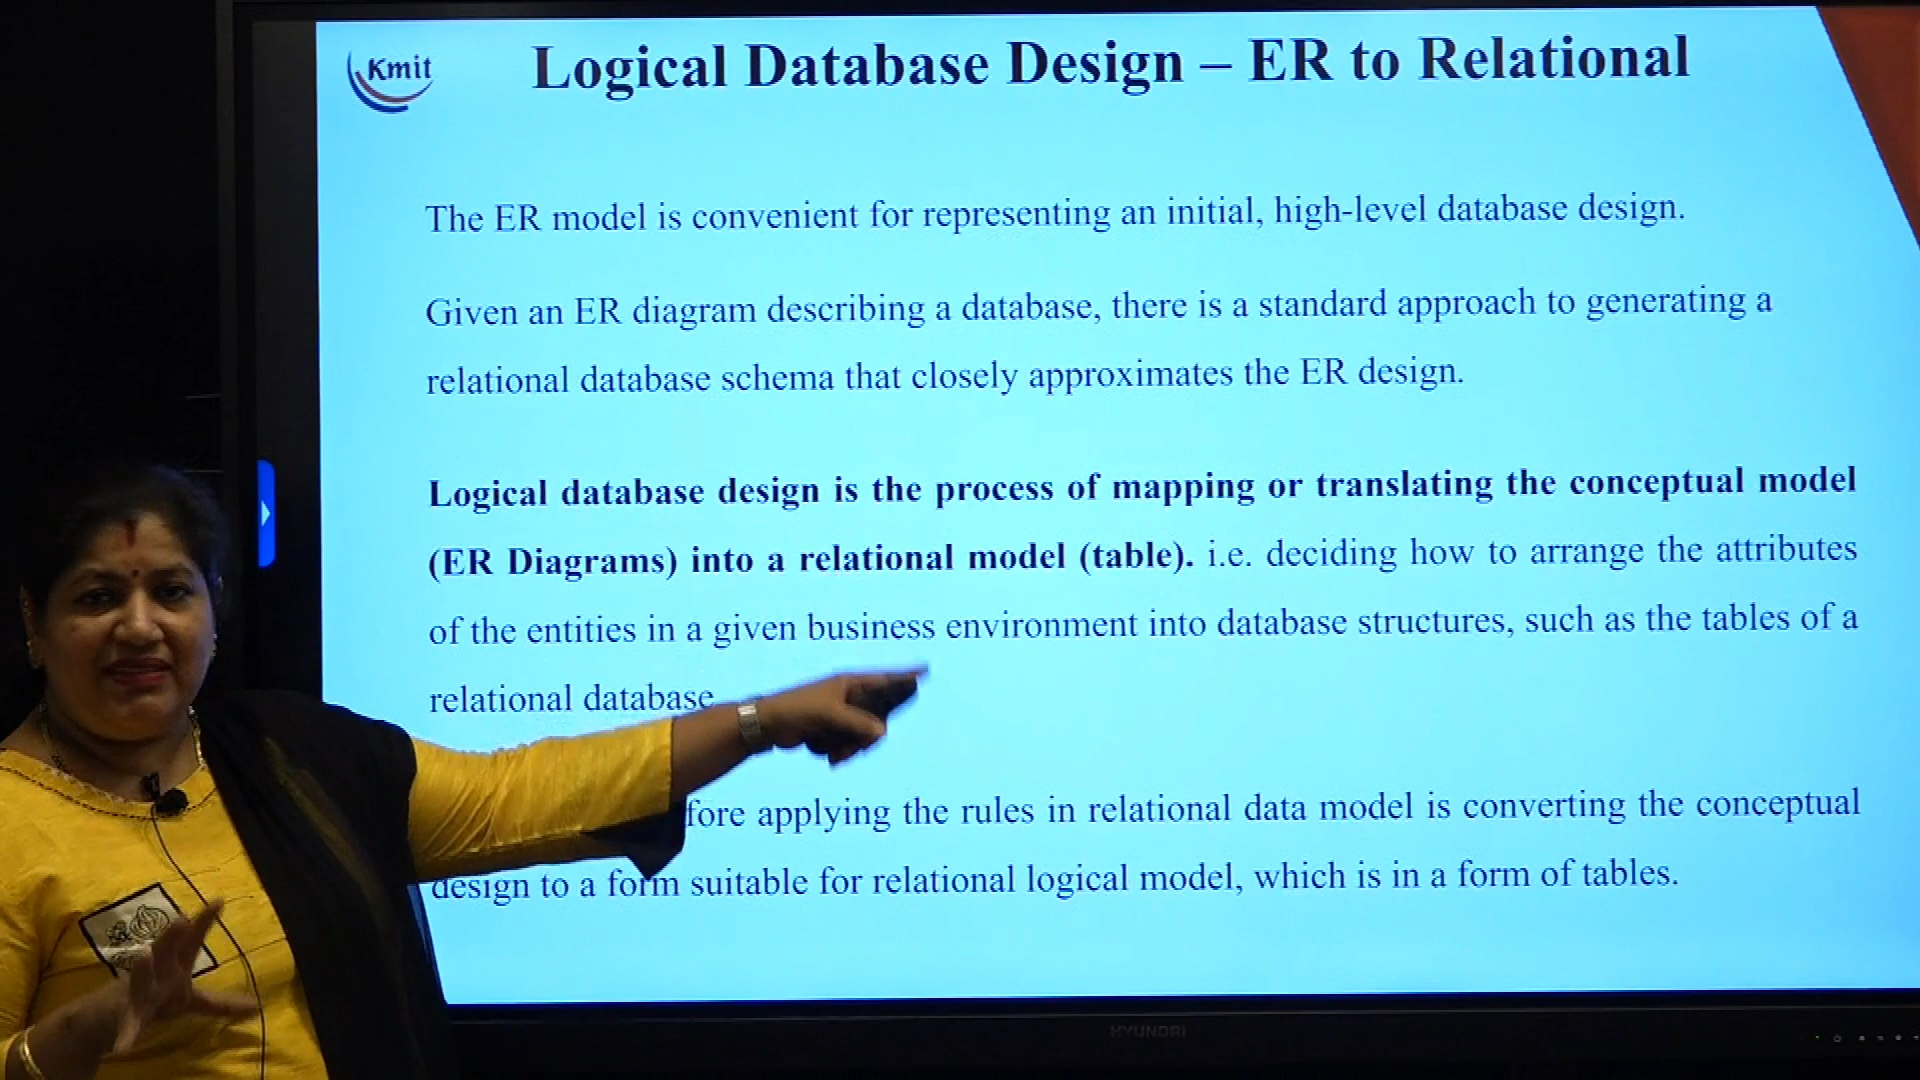 Kmit
Logical Database Design – ER to Relational
The ER model is convenient for representing an initial, high-level database design.
Given an ER diagram describing a database, there is a standard approach to generating a
relational database schema that closely approximates the ER design.
Logical database design is the process of mapping or translating the conceptual model
(ER Diagrams) into a relational model (table). i.e. deciding how to arrange the attributes
of the entities in a given business environment into database structures, such as the tables of a
relational database
fore applying the rules in relational data model is converting the conceptual
design to a form suitable for relational logical model, which is in a form of tables.
HYUNDRI